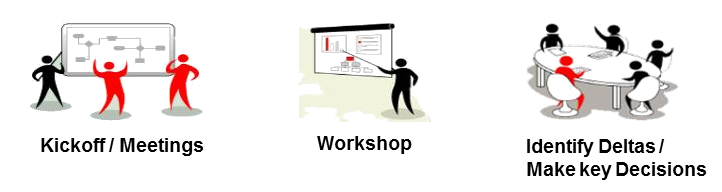 Kickoff / Meetings
Workshop
Identify Deltas /
Make key Decisions